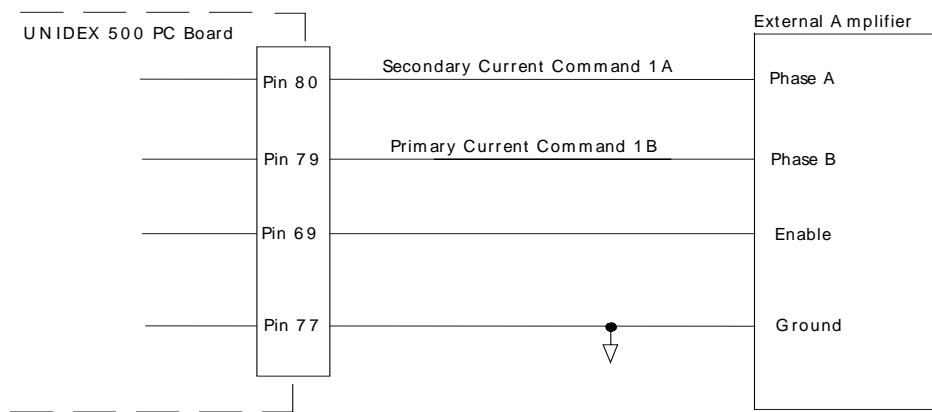 External Amplifier
UNIDEX 500 PC Board
Pin 80
Secondary Current Command 1A
Phase A
Pin 79
Primary Current Command 1B
Phase B
Pin 69
Enable
Pin 77
Ground